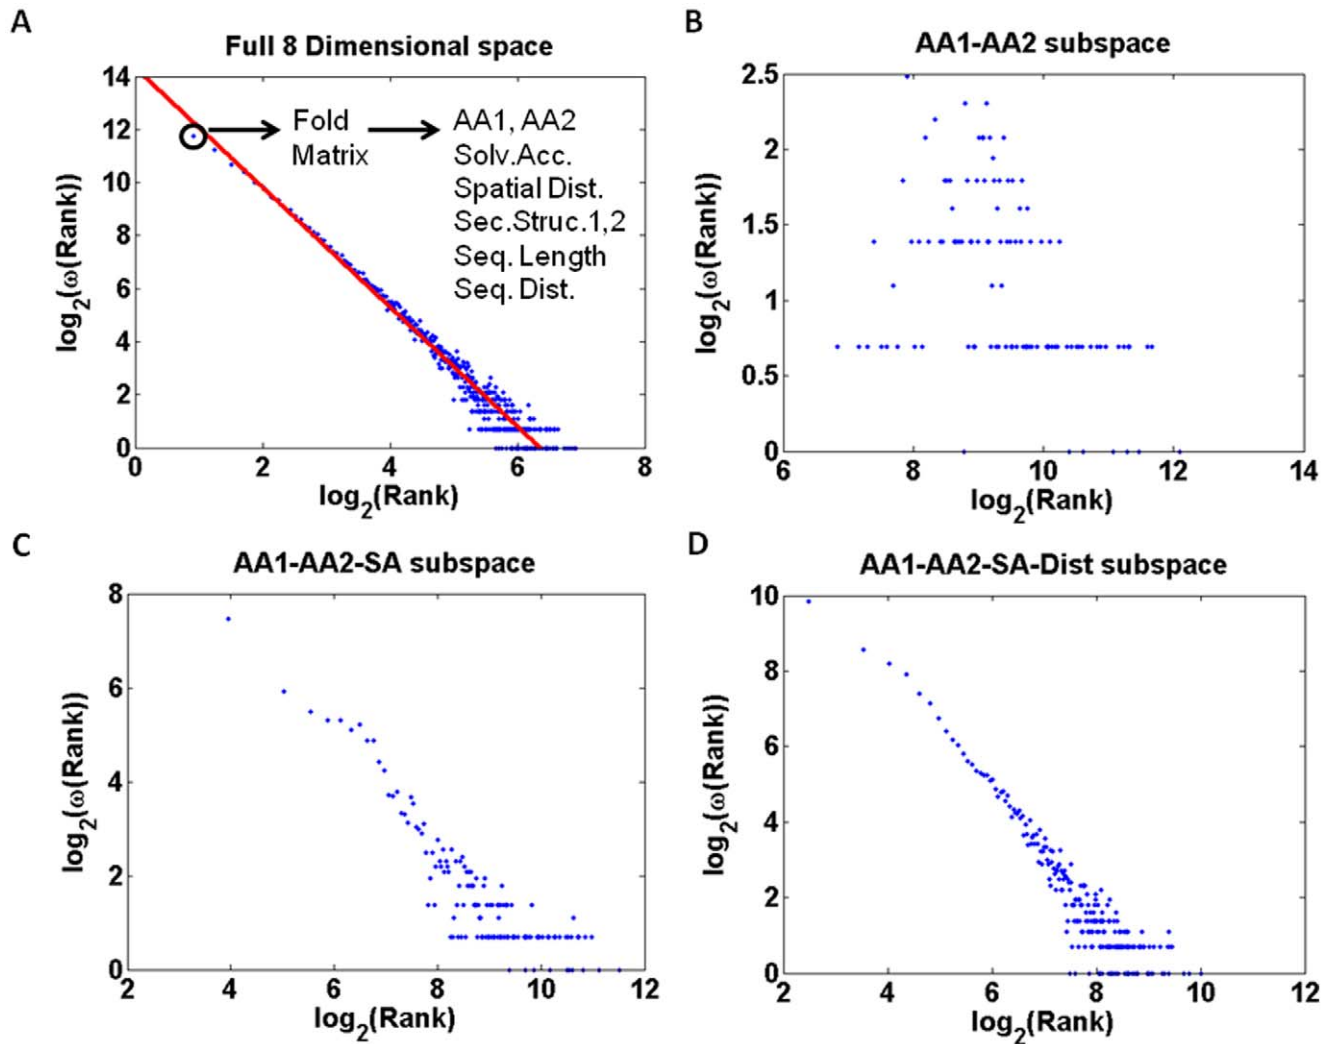 A
Full 8 Dimensional space
14
12
10
8
6
4
2
0
0 2 4 6 8
log2(ω(Rank))
log2(Rank)
Fold
Matrix
AA1, AA2
Solv.Acc.
Spatial Dist.
Sec.Struc.1,2
Seq. Length
Seq. Dist.
B
AA1-AA2 subspace
2.5
2
1.5
1
0.5
0
6 8 10 12 14
log2(ω(Rank))
log2(Rank)
C
AA1-AA2-SA subspace
8
6
4
2
0
2 4 6 8 10 12
log2(ω(Rank))
log2(Rank)
D
AA1-AA2-SA-Dist subspace
10
8
6
4
2
0
2 4 6 8 10 12
log2(ω(Rank))
log2(Rank)